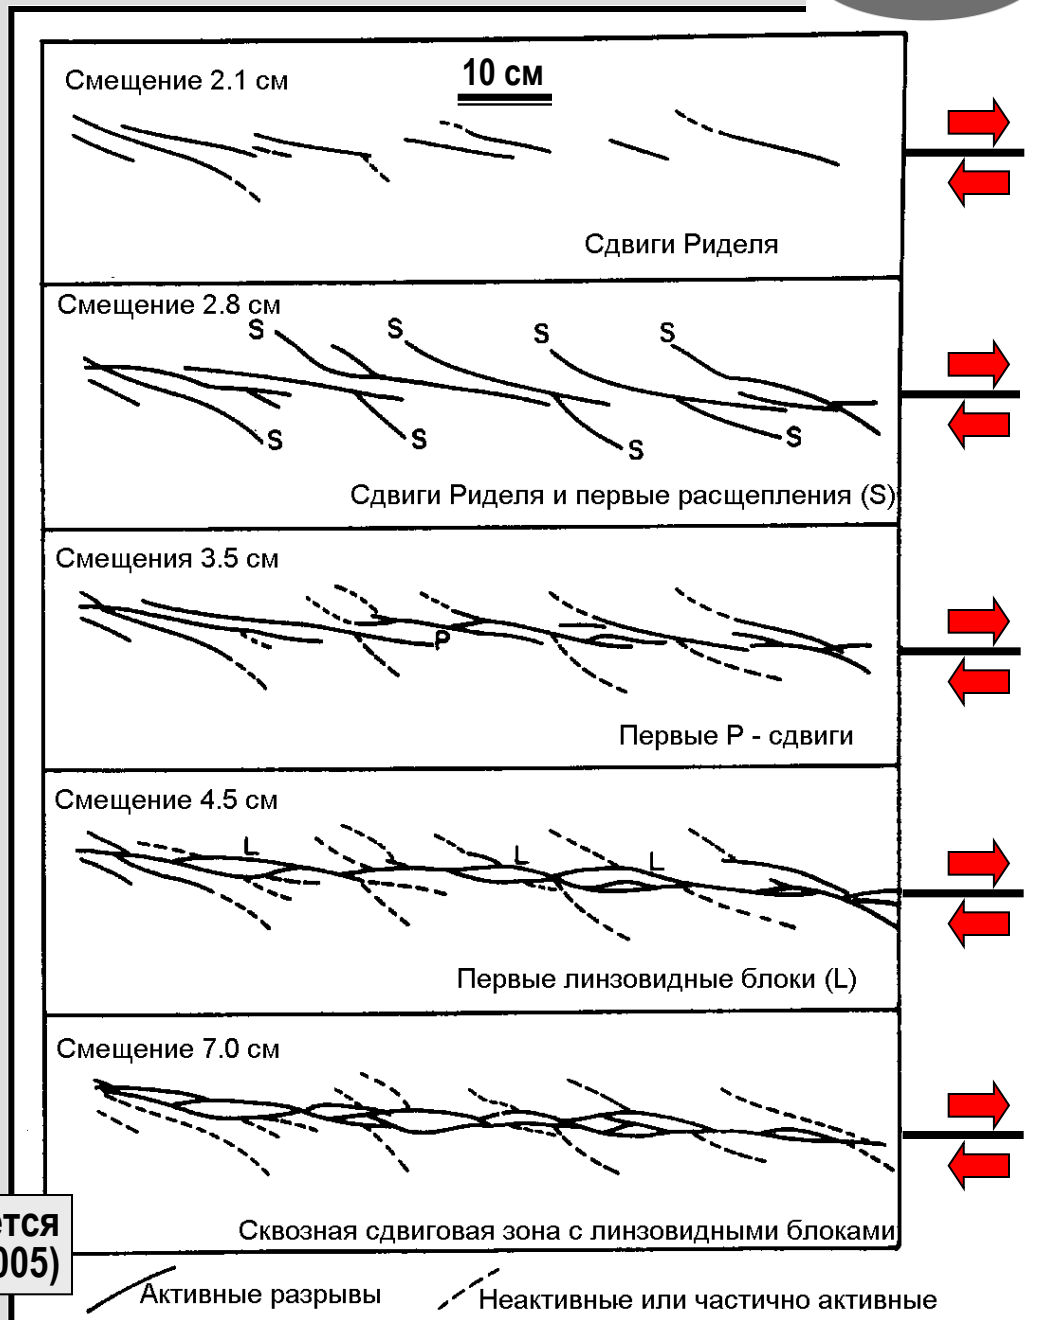 Смещение 2.1 см
10 см
Сдвиги Риделя
Смещение 2.8 см
S
S
S
S
S
S
S
S
Сдвиги Риделя и первые расщепления (S)
Смещения 3.5 см
P
Первые P - сдвиги
Смещение 4.5 см
L
L
L
Первые линзовидные блоки (L)
Смещение 7.0 см
ется
Сквозная сдвиговая зона с линзовидными блоками
005)
Активные разрывы
Неактивные или частично активные